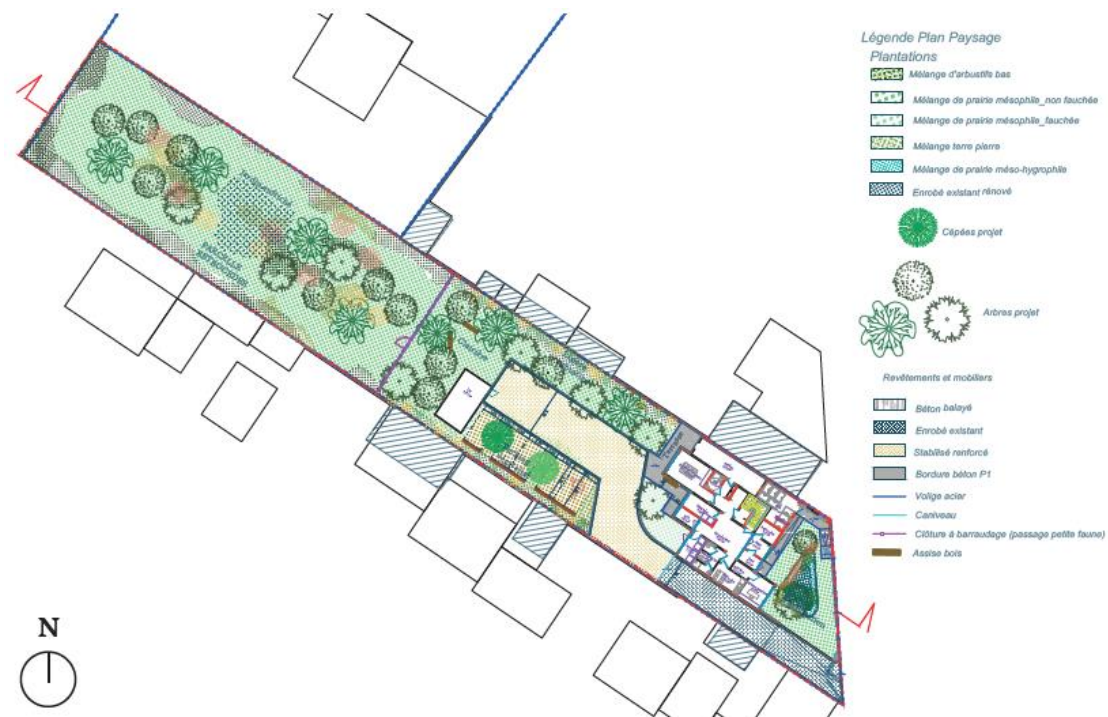 Légende Plan Paysage
Plantations
Mélange d'arbustifs bas
Mélange de prairie mésophile_non fauchée
Mélange de prairie mésophile_fauchée
Mélange terre pierre
Mélange de prairie méso-hygrophile
Enrobé existant rénové
Cépées projet
Arbres projet
Revêtements et mobiliers
Béton balayé
Enrobé existant
Stabilisé renforcé
Bordure béton P1
Volige acier
Caniveau
Clôture à barraudage (passage petite faune)
Assise bois
N